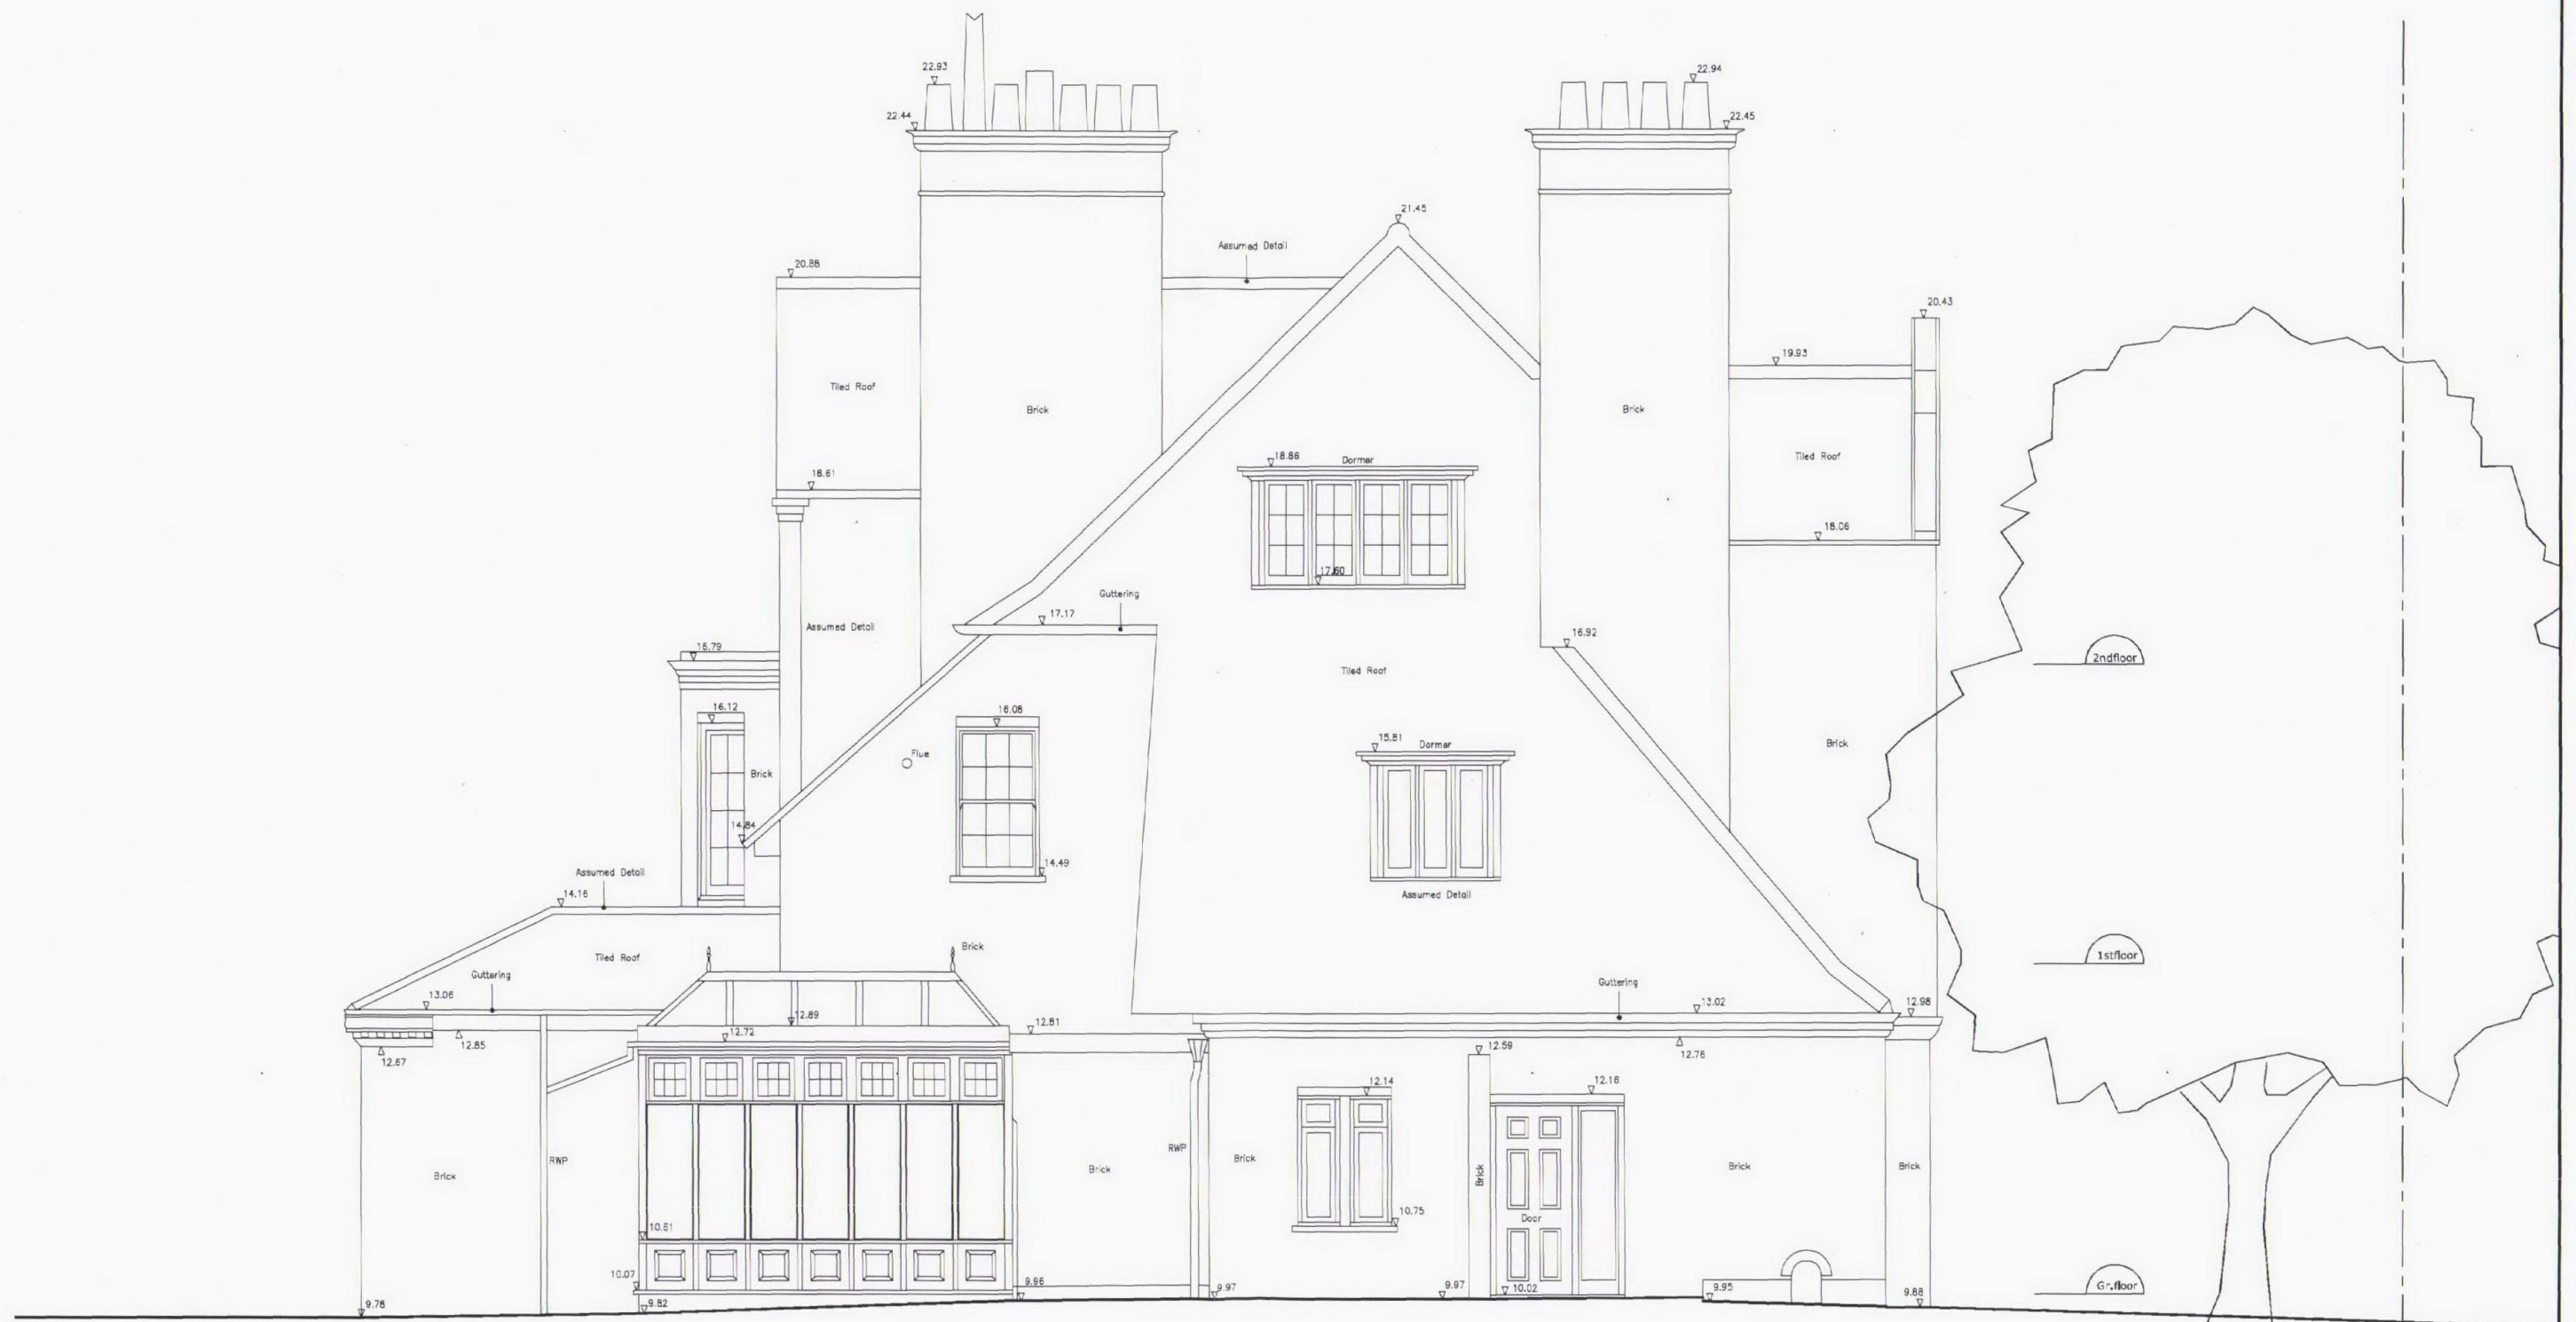 22.93
22.94
22.44
22.45
21.45
Assumed Detail
20.88
20.43
19.93
Tiled Roof
Brick
Brick
18.86
Dormer
Tiled Roof
18.61
18.06
17.60
Guttering
17.17
Assumed Detail
16.92
16.79
2ndfloor
Tiled Roof
16.12
16.08
15.81
Dormer
Brick
Flue
Brick
14.84
14.49
Assumed Detail
14.16
Assumed Detail
Brick
1stfloor
Tiled Roof
Guttering
Guttering
13.06
13.02
12.98
12.89
12.81
12.72
12.85
12.67
12.59
12.76
12.14
12.16
RWP
RWP
Brick
Brick
Brick
Brick
Brick
Brick
10.75
Door
10.61
10.07
9.96
9.97
9.97
10.02
9.95
9.88
Gr.floor
9.78
9.82